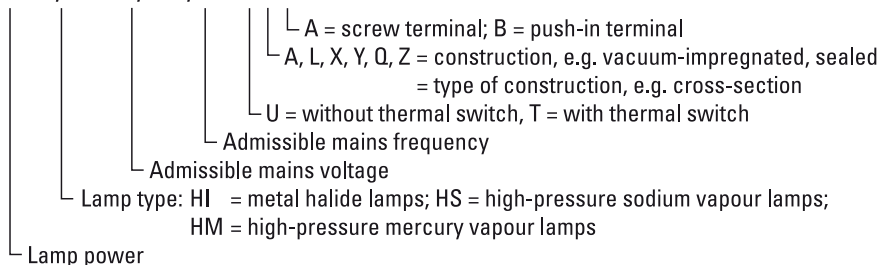 A = screw terminal; B = push-in terminal
A, L, X, Y, Q, Z = construction, e.g. vacuum-impregnated, sealed
= type of construction, e.g. cross-section
U = without thermal switch, T = with thermal switch
Admissible mains frequency
Admissible mains voltage
Lamp type: HI = metal halide lamps; HS = high-pressure sodium vapour lamps;
HM = high-pressure mercury vapour lamps
Lamp power